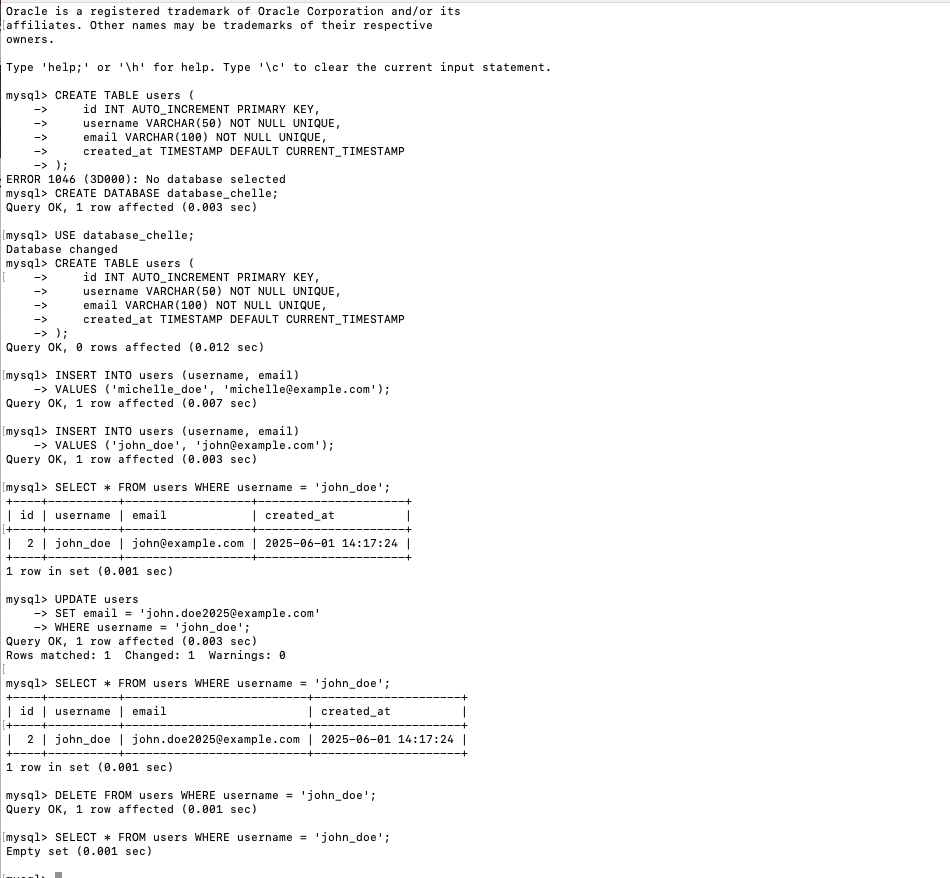 Oracle is a registered trademark of Oracle Corporation and/or its
affiliates. Other names may be trademarks of their respective
owners.
Type 'help;' or '\h' for help. Type '\c' to clear the current input statement.
mysql> CREATE TABLE users (
    ->     id INT AUTO_INCREMENT PRIMARY KEY,
    ->     username VARCHAR(50) NOT NULL UNIQUE,
    ->     email VARCHAR(100) NOT NULL UNIQUE,
    ->     created_at TIMESTAMP DEFAULT CURRENT_TIMESTAMP
    -> );
ERROR 1046 (3D000): No database selected
mysql> CREATE DATABASE database_chelle;
Query OK, 1 row affected (0.003 sec)
[mysql> USE database_chelle;
Database changed
mysql> CREATE TABLE users (
[    ->     id INT AUTO_INCREMENT PRIMARY KEY,
    ->     username VARCHAR(50) NOT NULL UNIQUE,
    ->     email VARCHAR(100) NOT NULL UNIQUE,
    ->     created_at TIMESTAMP DEFAULT CURRENT_TIMESTAMP
    -> );
Query OK, 0 rows affected (0.012 sec)
[mysql> INSERT INTO users (username, email)
    -> VALUES ('michelle_doe', 'michelle@example.com');
Query OK, 1 row affected (0.007 sec)
[mysql> INSERT INTO users (username, email)
    -> VALUES ('john_doe', 'john@example.com');
Query OK, 1 row affected (0.003 sec)
[mysql> SELECT * FROM users WHERE username = 'john_doe';
+----+----------+------------------+---------------------+
| id | username | email            | created_at          |
+----+----------+------------------+---------------------+
|  2 | john_doe | john@example.com | 2025-06-01 14:17:24 |
+----+----------+------------------+---------------------+
1 row in set (0.001 sec)
mysql> UPDATE users
    -> SET email = 'john.doe2025@example.com'
    -> WHERE username = 'john_doe';
Query OK, 1 row affected (0.003 sec)
Rows matched: 1  Changed: 1  Warnings: 0
[
mysql> SELECT * FROM users WHERE username = 'john_doe';
+----+----------+--------------------------+---------------------+
| id | username | email                    | created_at          |
+----+----------+--------------------------+---------------------+
|  2 | john_doe | john.doe2025@example.com | 2025-06-01 14:17:24 |
+----+----------+--------------------------+---------------------+
1 row in set (0.001 sec)
mysql> DELETE FROM users WHERE username = 'john_doe';
Query OK, 1 row affected (0.001 sec)
[mysql> SELECT * FROM users WHERE username = 'john_doe';
Empty set (0.001 sec)
mysql>